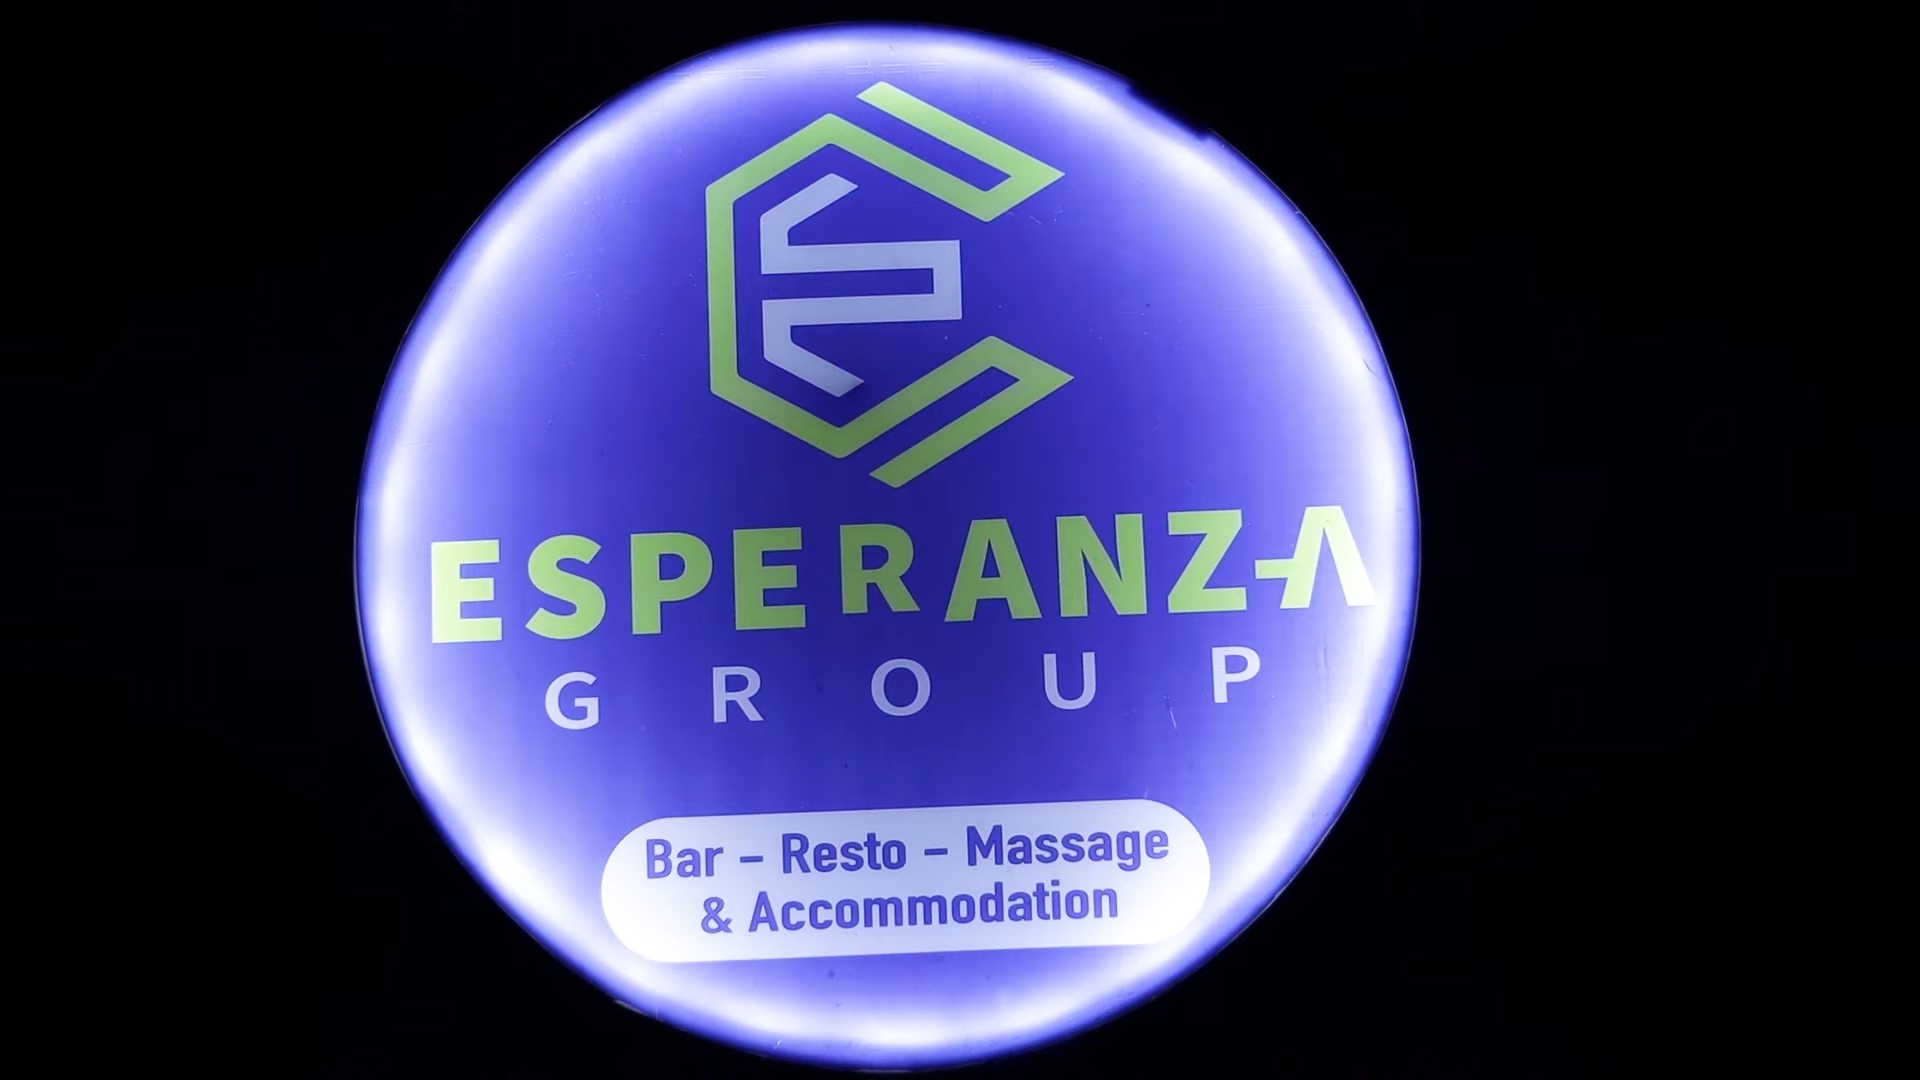 ESPERANZA
GROUP
Bar – Resto – Massage
& Accommodation